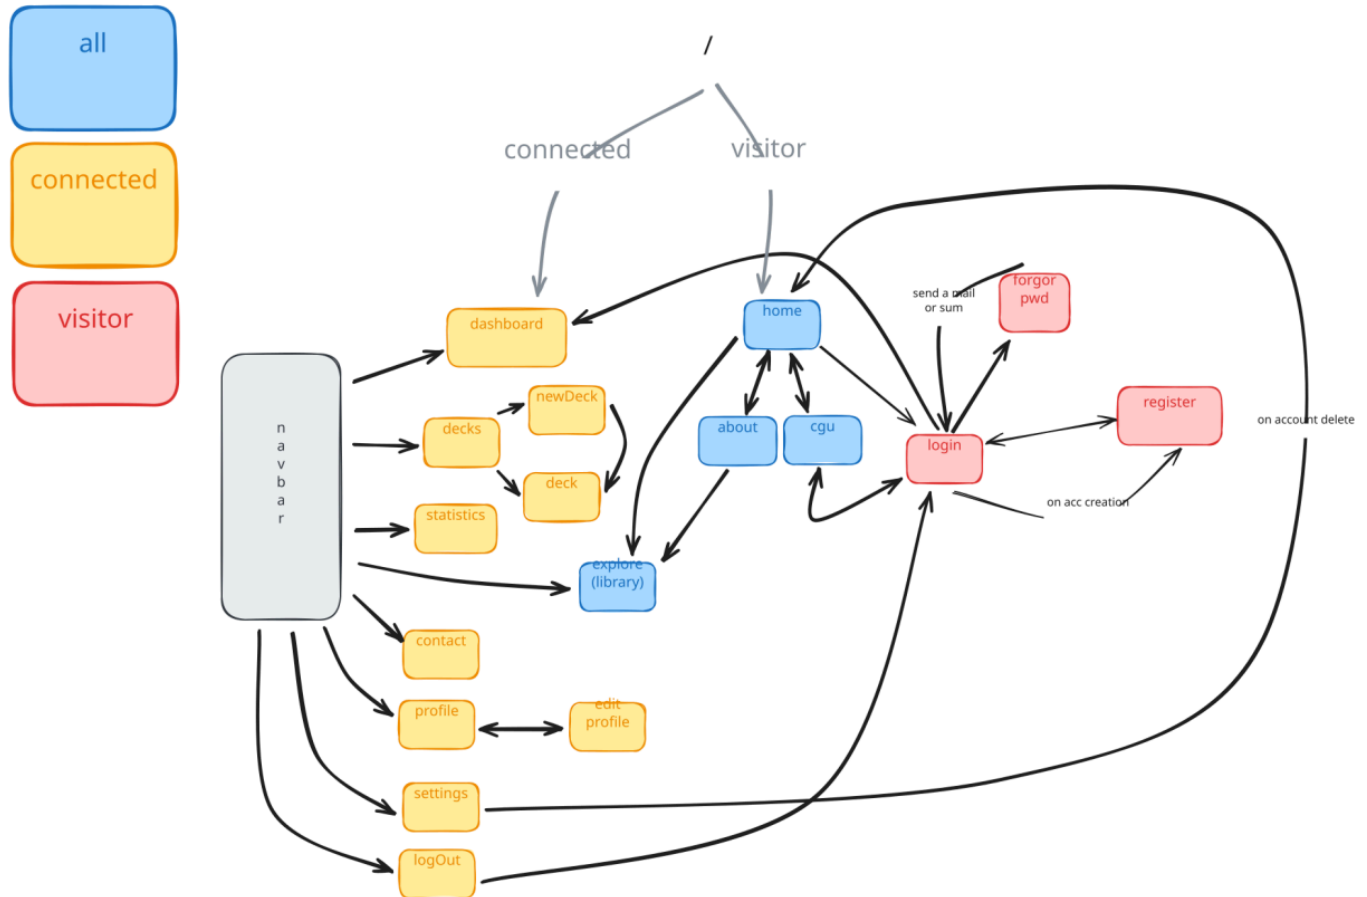 all
connected
visitor
/
connected
visitor
dashboard
home
send a mail
or sum
forgor
pwd
newDeck
decks
deck
statistics
about
cgu
login
register
on account delete
on acc creation
n
a
v
b
a
r
explore
(library)
contact
profile
edit
profile
settings
logOut